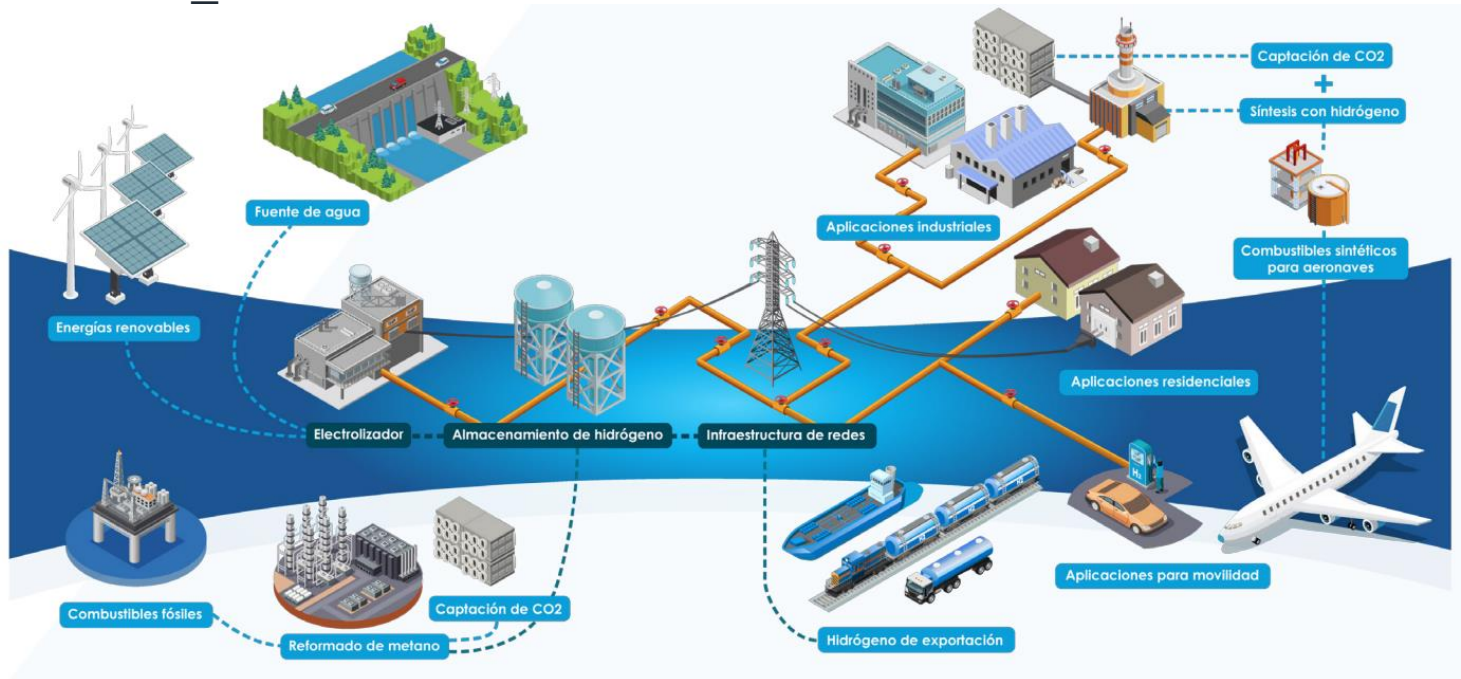 Captación de CO2
+
Síntesis con hidrógeno
Fuente de agua
Aplicaciones industriales
Combustibles sintéticos
para aeronaves
Energías renovables
Aplicaciones residenciales
Electrolizador
Almacenamiento de hidrógeno
Infraestructura de redes
H₂
Aplicaciones para movilidad
Combustibles fósiles
Captación de CO2
Reformado de metano
Hidrógeno de exportación